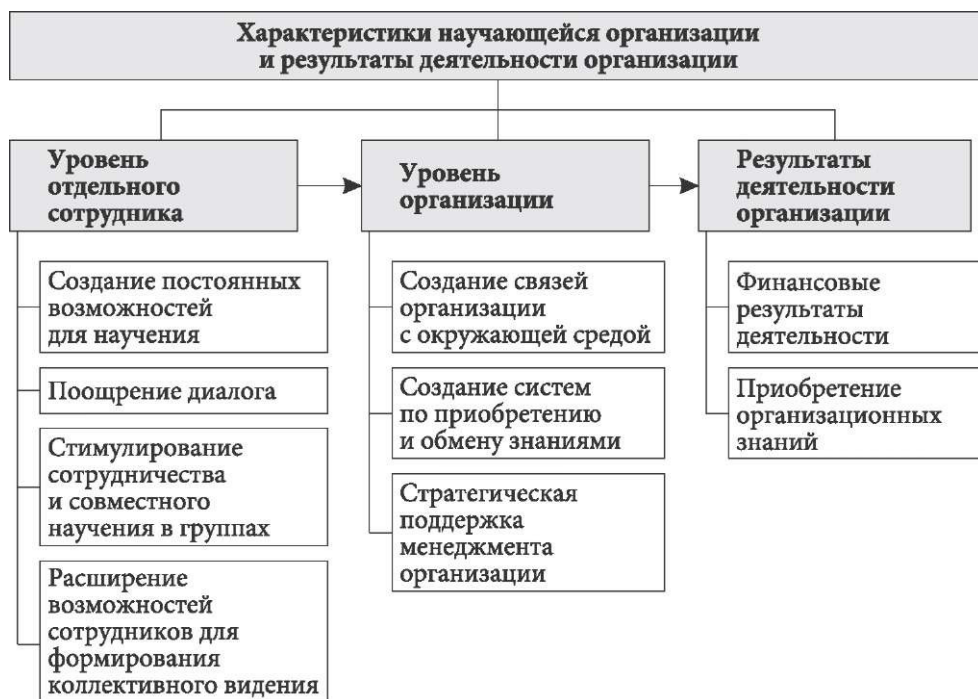 Характеристики научающейся организации
и результаты деятельности организации
Уровень
отдельного
сотрудника
Уровень
организации
Результаты
деятельности
организации
Создание постоянных
возможностей
для научения
Поощрение диалога
Стимулирование
сотрудничества
и совместного
научения в группах
Расширение
возможностей
сотрудников для
формирования
коллективного видения
Создание связей
организации
с окружающей средой
Создание систем
по приобретению
и обмену знаниями
Стратегическая
поддержка
менеджмента
организации
Финансовые
результаты
деятельности
Приобретение
организационных
знаний